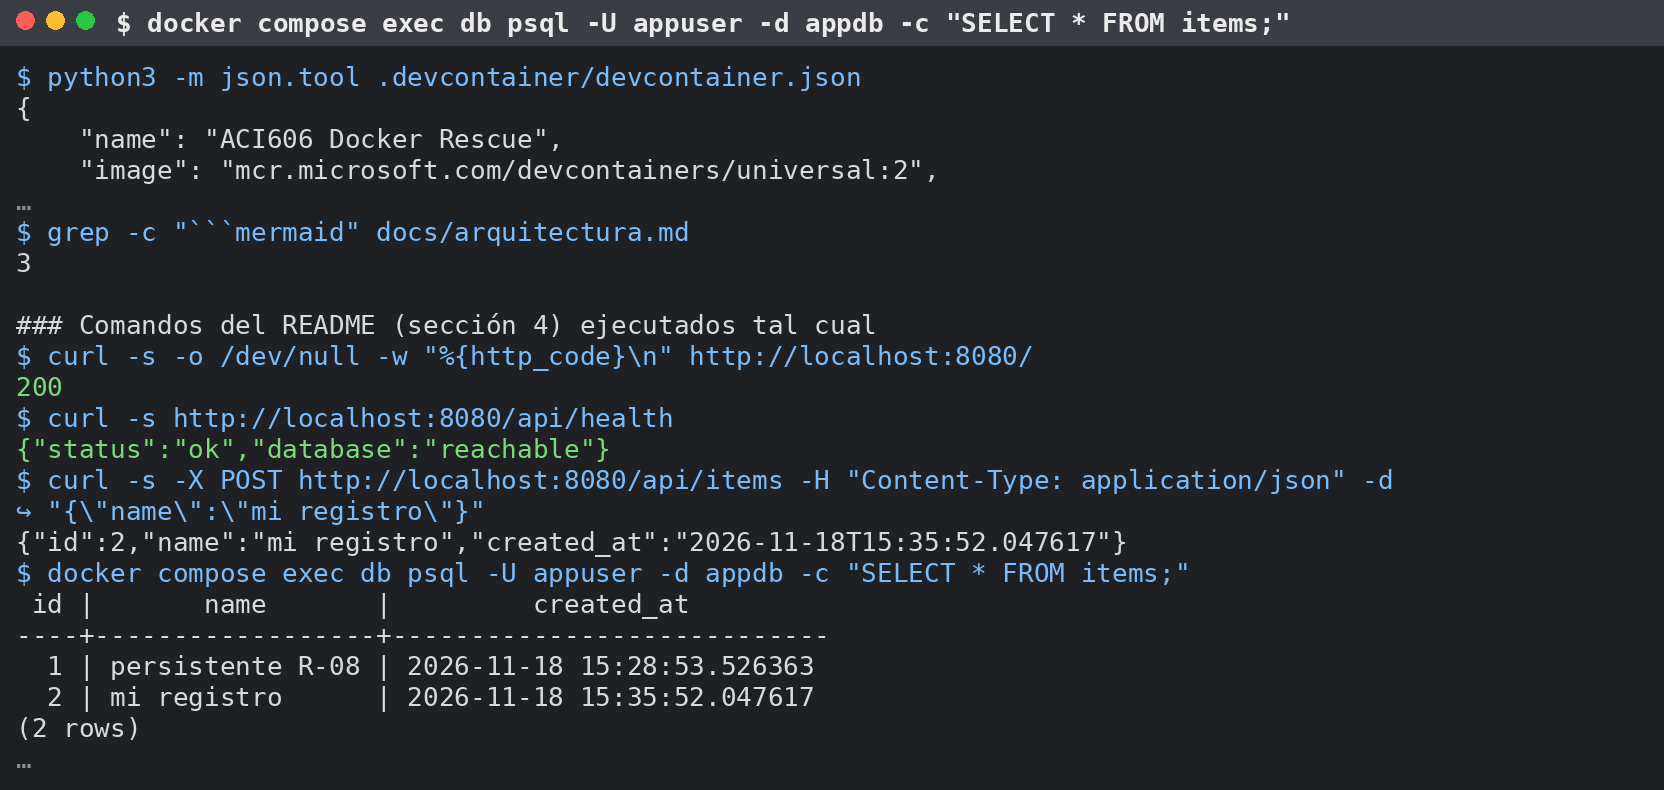 $ docker compose exec db psql -U appuser -d appdb -c "SELECT * FROM items;"
$ python3 -m json.tool .devcontainer/devcontainer.json
{
    "name": "ACI606 Docker Rescue",
    "image": "mcr.microsoft.com/devcontainers/universal:2",
…
$ grep -c "```mermaid" docs/arquitectura.md
3

### Comandos del README (sección 4) ejecutados tal cual
$ curl -s -o /dev/null -w "%{http_code}\n" http://localhost:8080/
200
$ curl -s http://localhost:8080/api/health
{"status":"ok","database":"reachable"}
$ curl -s -X POST http://localhost:8080/api/items -H "Content-Type: application/json" -d
↪ "{\"name\":\"mi registro\"}"
{"id":2,"name":"mi registro","created_at":"2026-11-18T15:35:52.047617"}
$ docker compose exec db psql -U appuser -d appdb -c "SELECT * FROM items;"
 id |       name       |         created_at
----+------------------+----------------------------
  1 | persistente R-08 | 2026-11-18 15:28:53.526363
  2 | mi registro      | 2026-11-18 15:35:52.047617
(2 rows)
…